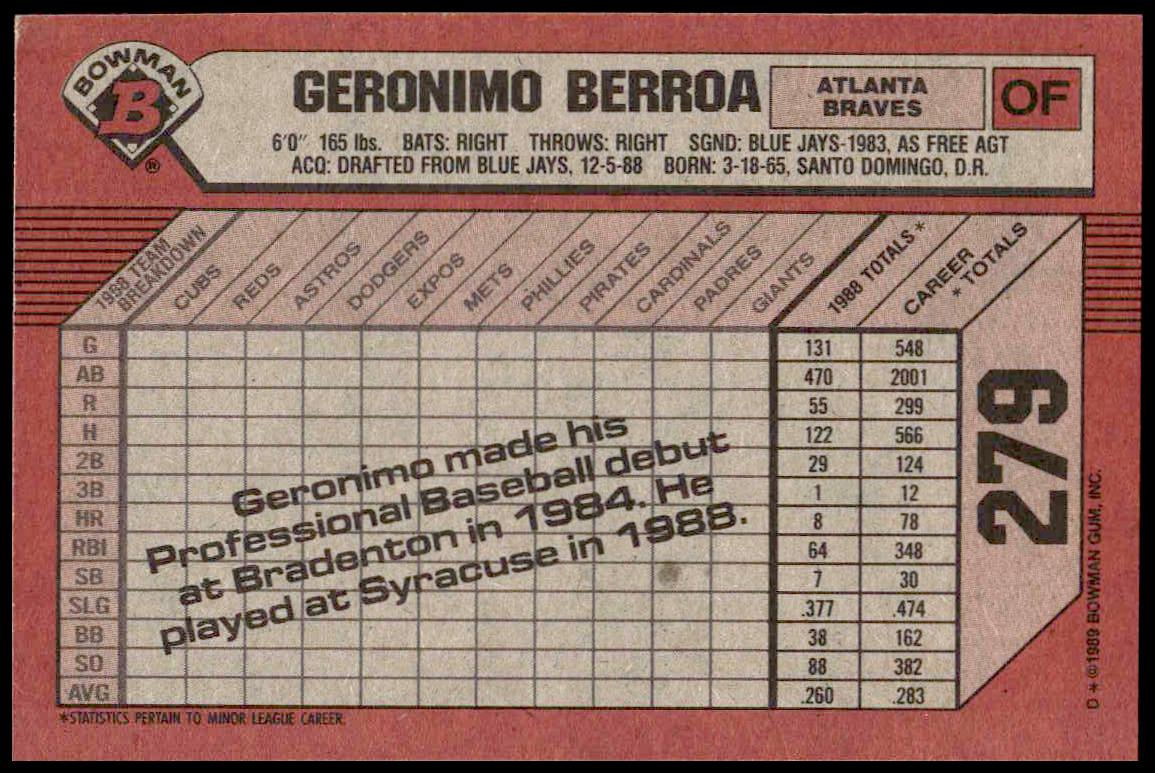 BOWMAN
B
®
GERONIMO BERROA
ATLANTA
BRAVES
OF
6'0" 165 lbs. BATS: RIGHT THROWS: RIGHT SGND: BLUE JAYS-1983, AS FREE AGT
ACQ: DRAFTED FROM BLUE JAYS, 12-5-88 BORN: 3-18-65, SANTO DOMINGO, D.R.
1988 TEAM
BREAKDOWN
CUBS
REDS
ASTROS
DODGERS
EXPOS
METS
PHILLIES
PIRATES
CARDINALS
PADRES
GIANTS
1988 TOTALS*
CAREER
* TOTALS
G 131 548
AB 470 2001
R 55 299
H 122 566
2B 29 124
3B 1 12
HR 8 78
RBI 64 348
SB 7 30
SLG .377 .474
BB 38 162
SO 88 382
AVG .260 .283
Geronimo made his
Professional Baseball debut
at Bradenton in 1984. He
played at Syracuse in 1988.
279
D * ©1989 BOWMAN GUM, INC.
*STATISTICS PERTAIN TO MINOR LEAGUE CAREER.